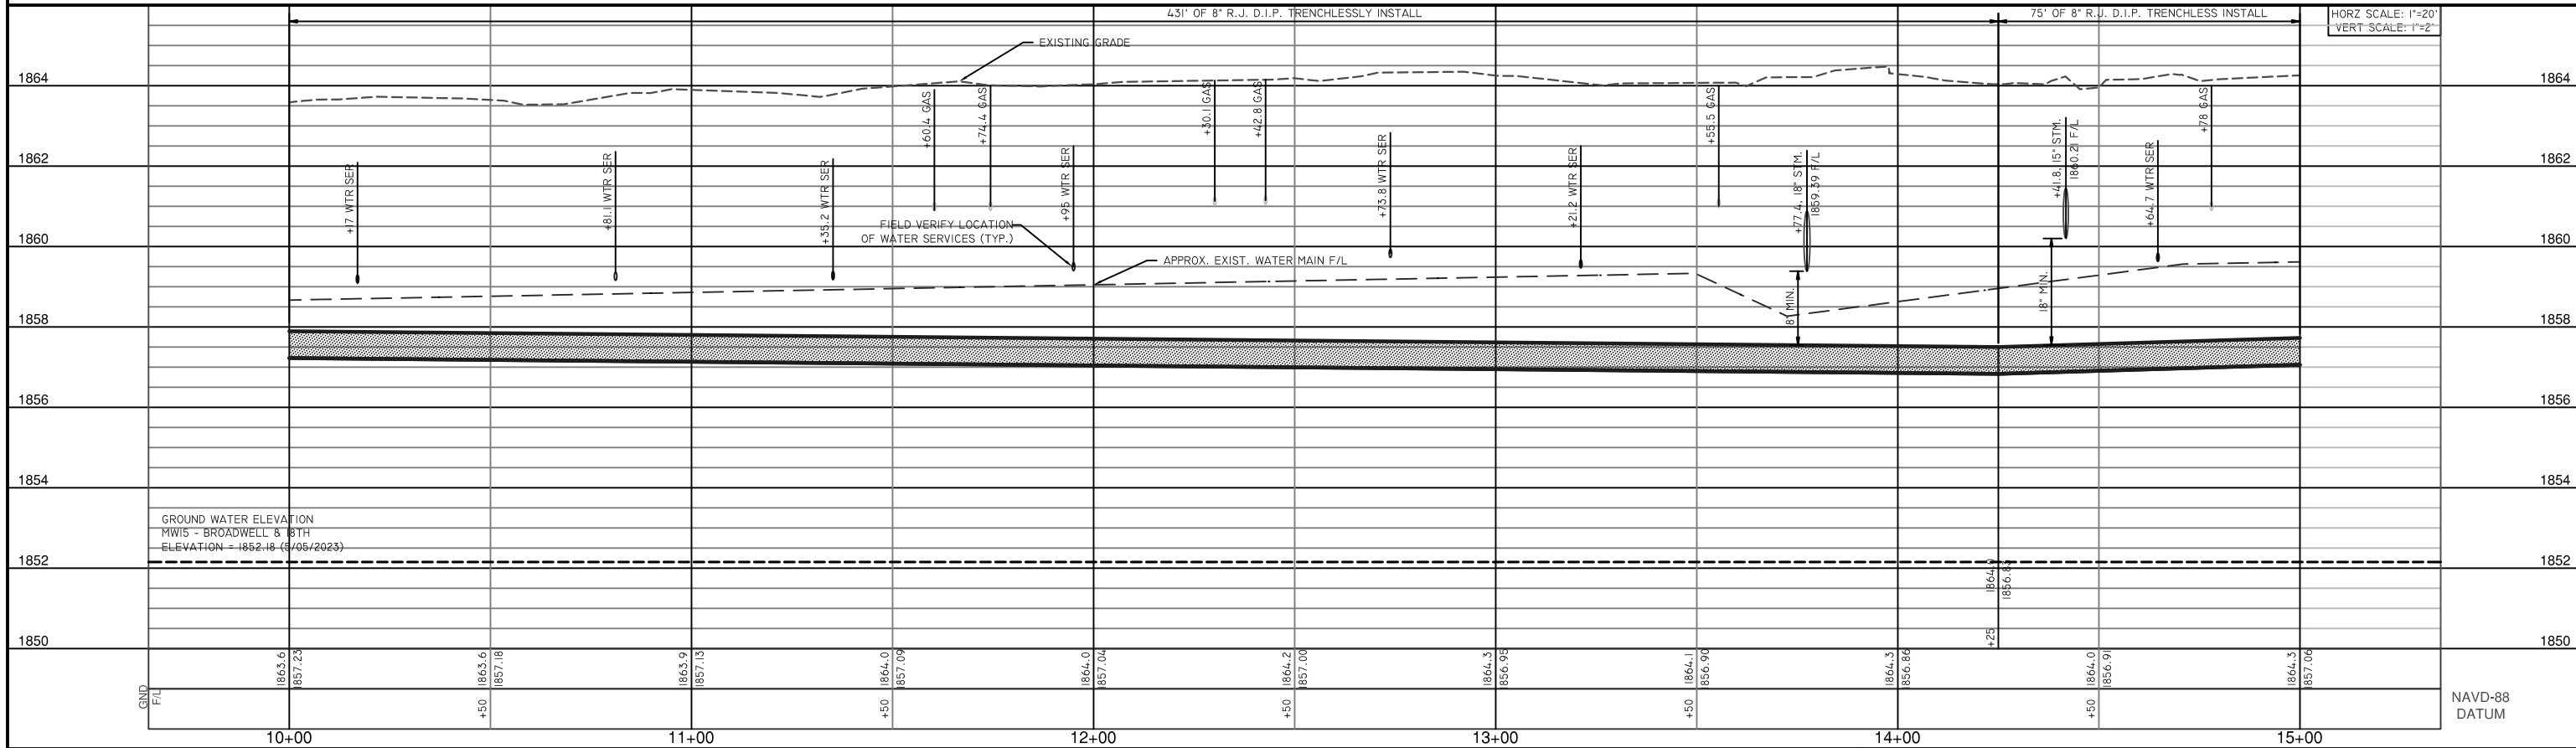 431' OF 8" R.J. D.I.P. TRENCHLESSLY INSTALL
75' OF 8" R.J. D.I.P. TRENCHLESS INSTALL
HORZ SCALE: 1"=20'
VERT SCALE: 1"=2'
EXISTING GRADE
1864
1864
+60.4 GAS
+74.4 GAS
+30.1 GAS
+42.8 GAS
+55.5 GAS
+78 GAS
1862
1862
+17 WTR SER
+81.1 WTR SER
+35.2 WTR SER
+95 WTR SER
+73.8 WTR SER
+21.2 WTR SER
+77.4, 18" STM.
1859.39 F/L
+41.8, 15" STM.
1860.21 F/L
+64.7 WTR SER
FIELD VERIFY LOCATION
OF WATER SERVICES (TYP.)
1860
1860
APPROX. EXIST. WATER MAIN F/L
18" MIN.
1858
1858
1856
1856
1854
1854
GROUND WATER ELEVATION
MW15 - BROADWELL & 18TH
ELEVATION = 1852.18 (5/05/2023)
1852
1852
1864.0
1856.83
+25
1850
1850
GND
F/L
1863.6
1857.23
1863.6
1857.18
1863.9
1857.13
1864.0
1857.09
1864.0
1857.04
1864.2
1857.00
1864.3
1856.95
1864.1
1856.90
1864.3
1856.86
1864.0
1856.91
1864.3
1857.06
+50
+50
+50
+50
+50
NAVD-88
DATUM
10+00
11+00
12+00
13+00
14+00
15+00